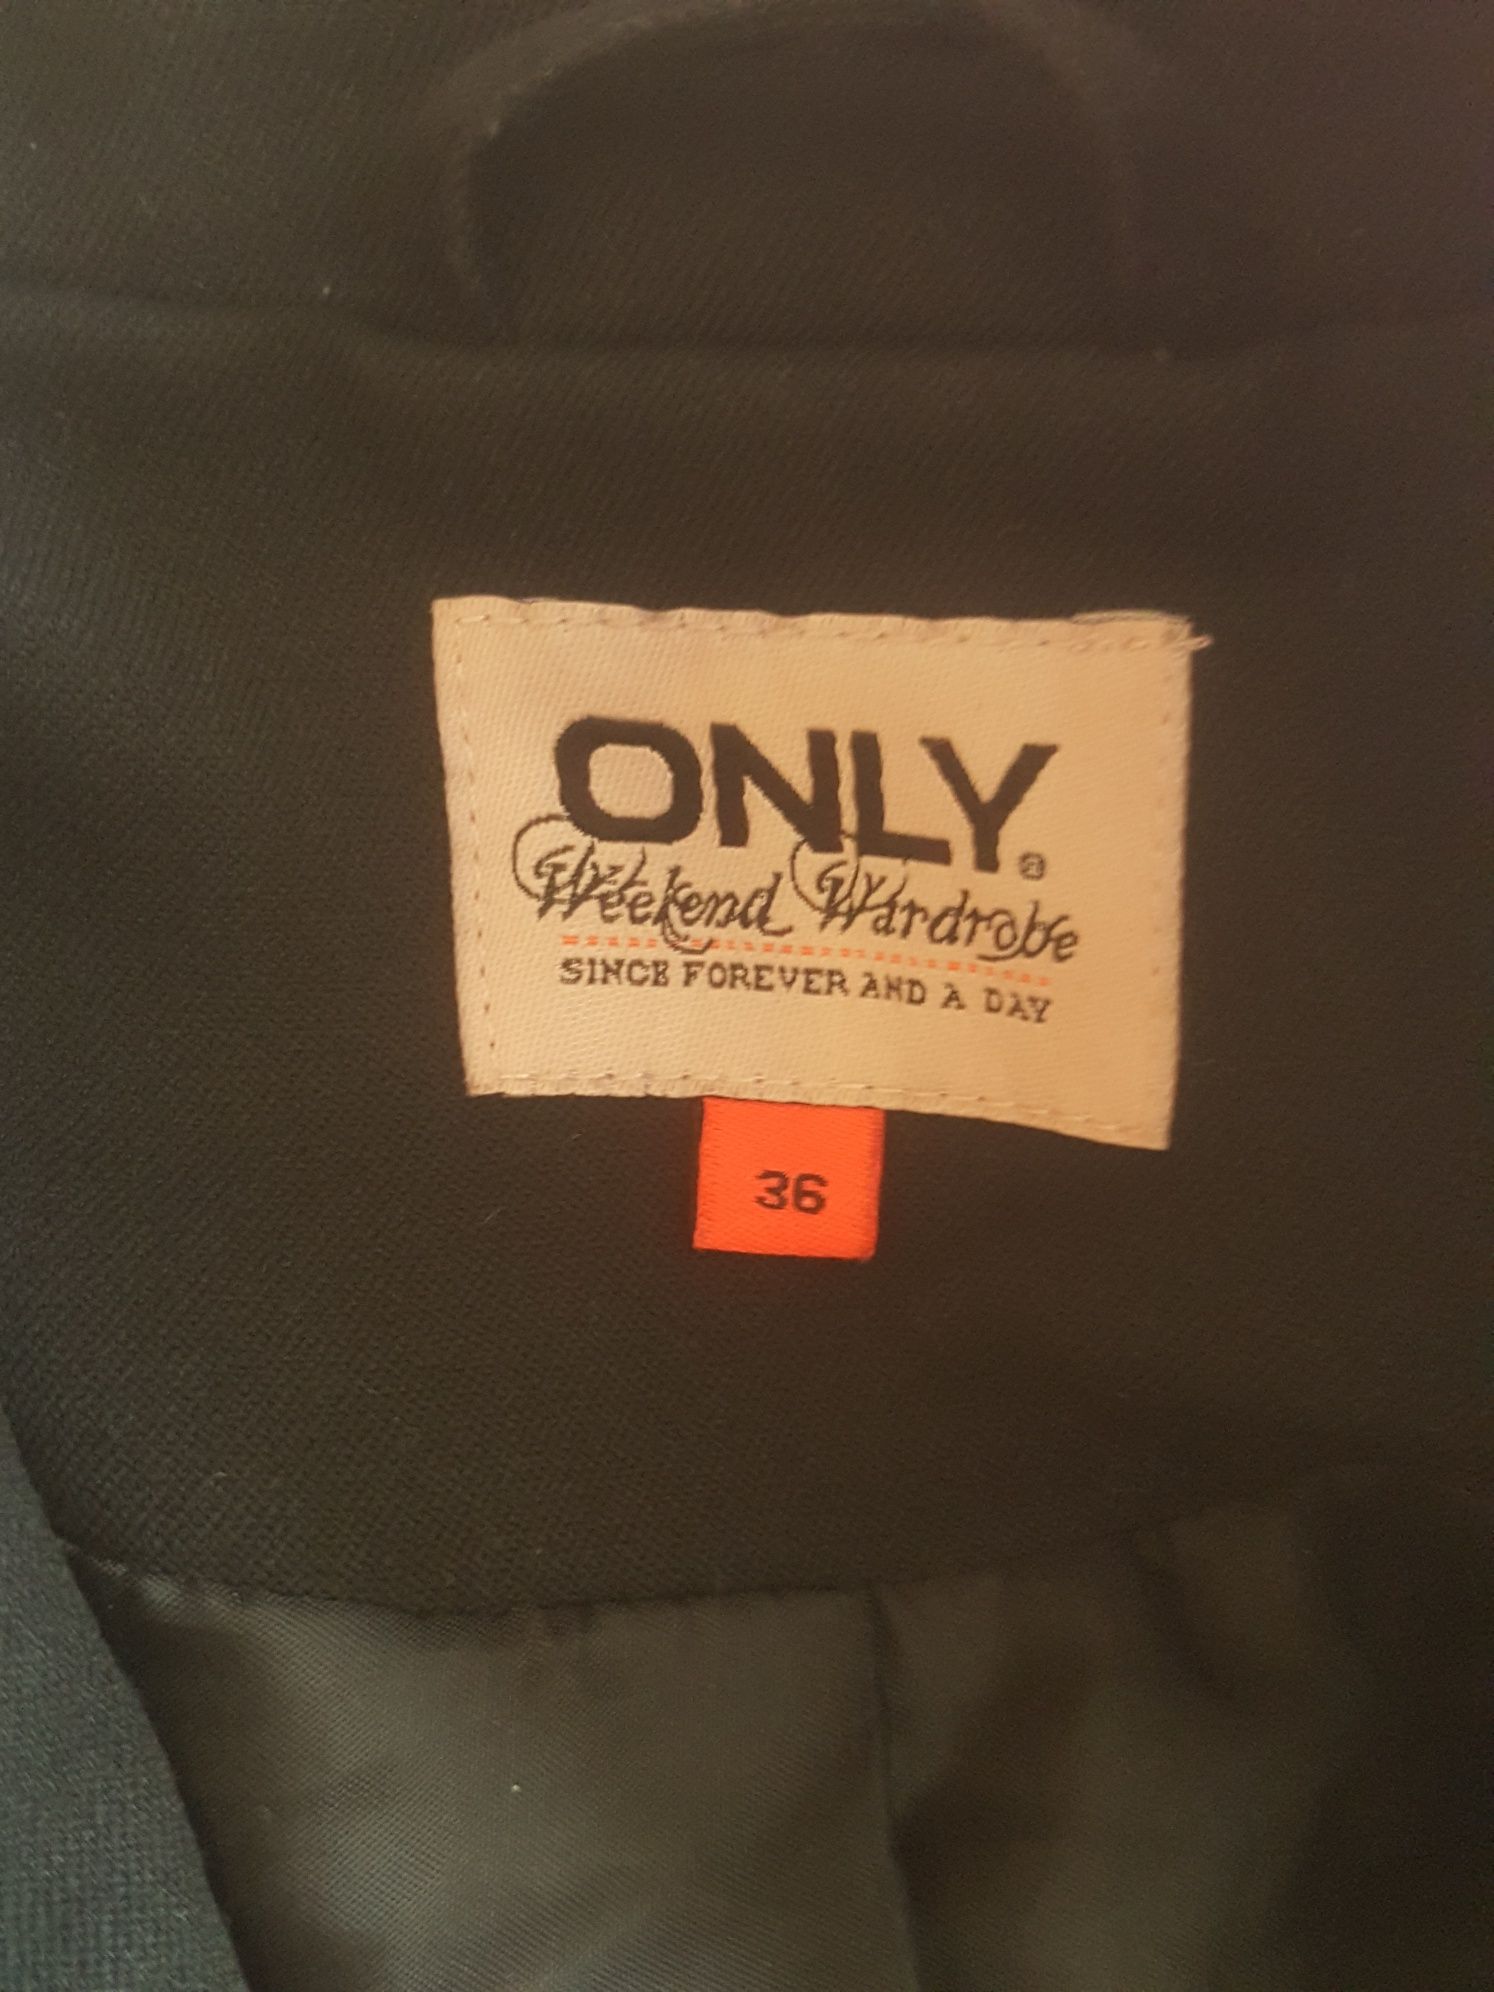 ONLY®
Weekend Wardrobe
SINCE FOREVER AND A DAY
36